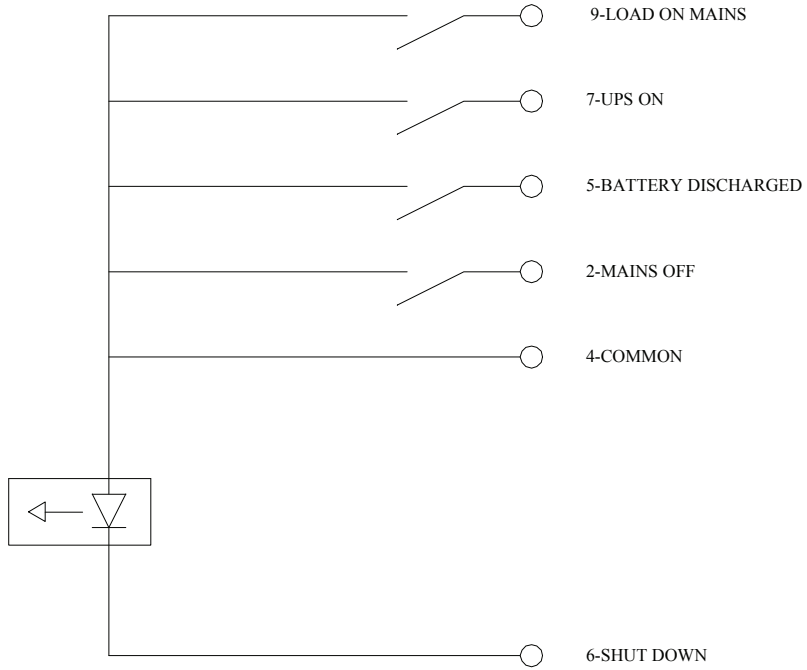 9-LOAD ON MAINS
7-UPS ON
5-BATTERY DISCHARGED
2-MAINS OFF
4-COMMON
6-SHUT DOWN